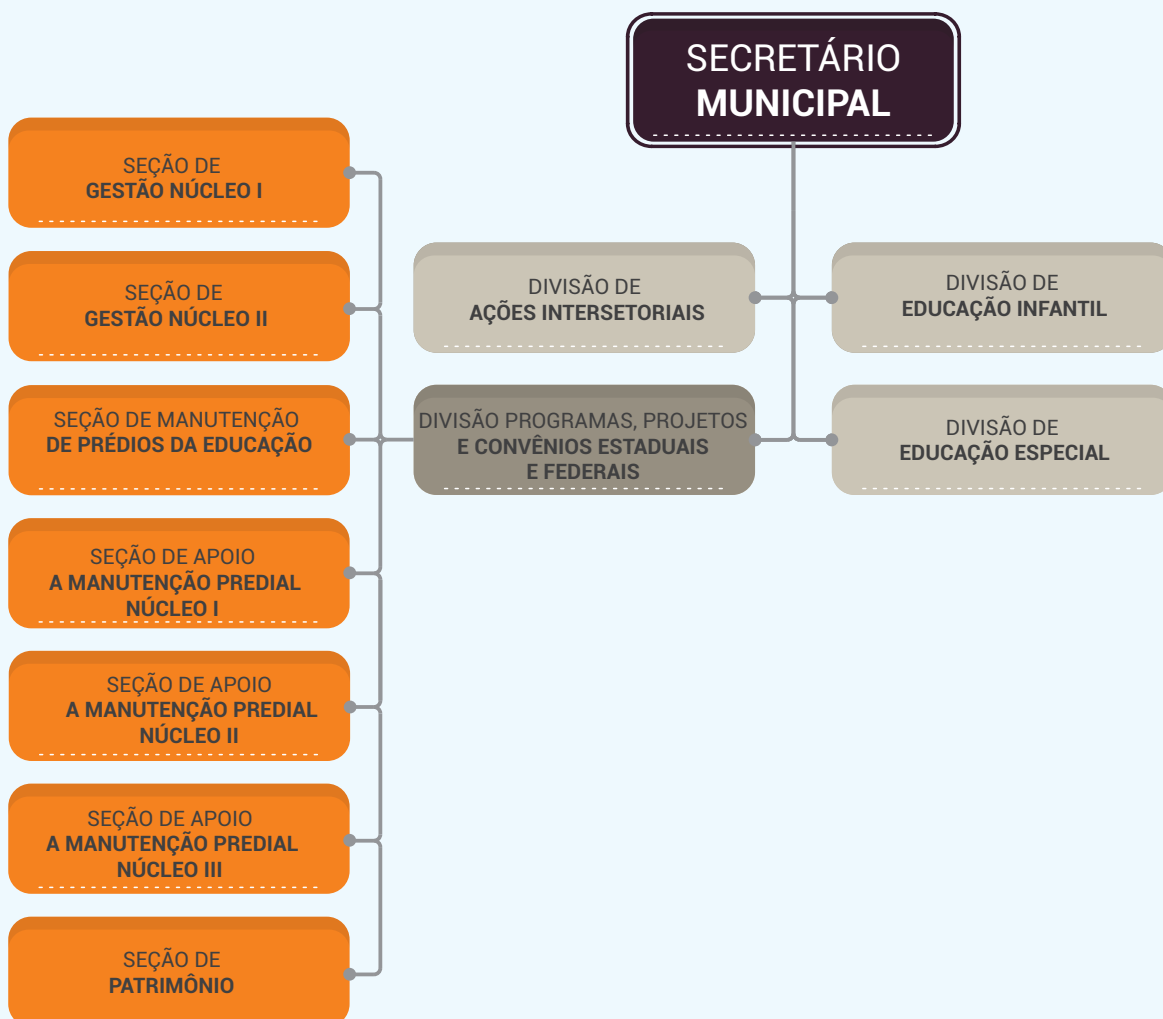 SECRETÁRIO
MUNICIPAL
SEÇÃO DE
GESTÃO NÚCLEO I
SEÇÃO DE
GESTÃO NÚCLEO II
SEÇÃO DE MANUTENÇÃO
DE PRÉDIOS DA EDUCAÇÃO
SEÇÃO DE APOIO
A MANUTENÇÃO PREDIAL
NÚCLEO I
SEÇÃO DE APOIO
A MANUTENÇÃO PREDIAL
NÚCLEO II
SEÇÃO DE APOIO
A MANUTENÇÃO PREDIAL
NÚCLEO III
SEÇÃO DE
PATRIMÔNIO
DIVISÃO DE
AÇÕES INTERSETORIAIS
DIVISÃO PROGRAMAS, PROJETOS
E CONVÊNIOS ESTADUAIS
E FEDERAIS
DIVISÃO DE
EDUCAÇÃO INFANTIL
DIVISÃO DE
EDUCAÇÃO ESPECIAL